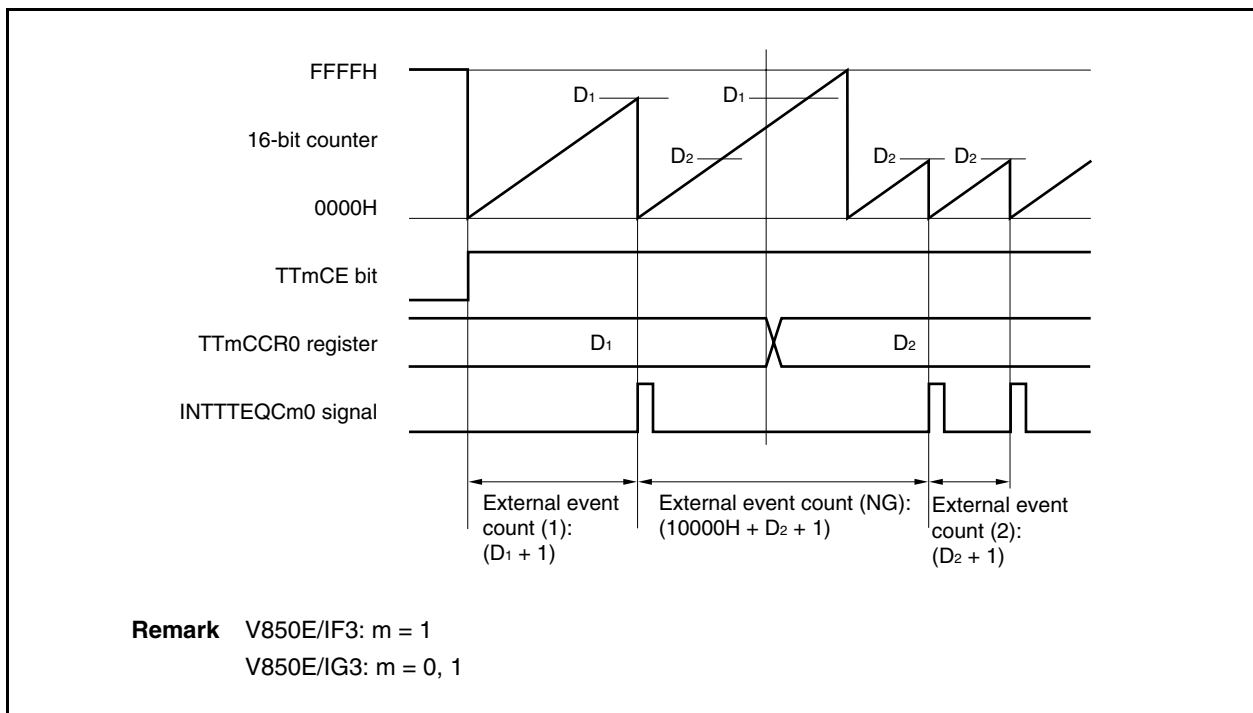 FFFFH
D1
D1
16-bit counter
D2
D2
D2
0000H
TTmCE bit
TTmCCR0 register
D1
D2
INTTTEQCm0 signal
External event
count (1):
(D1 + 1)
External event count (NG):
(10000H + D2 + 1)
External event
count (2):
(D2 + 1)
Remark V850E/IF3: m = 1
V850E/IG3: m = 0, 1